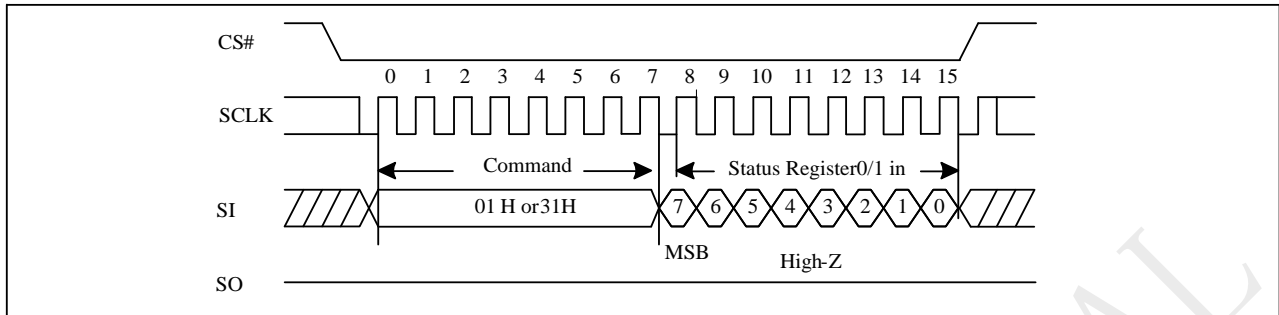 CS#
0 1 2 3 4 5 6 7 8 9 10 11 12 13 14 15
SCLK
Command Status Register0/1 in
SI 01 H or31H 7 6 5 4 3 2 1 0
MSB High-Z
SO